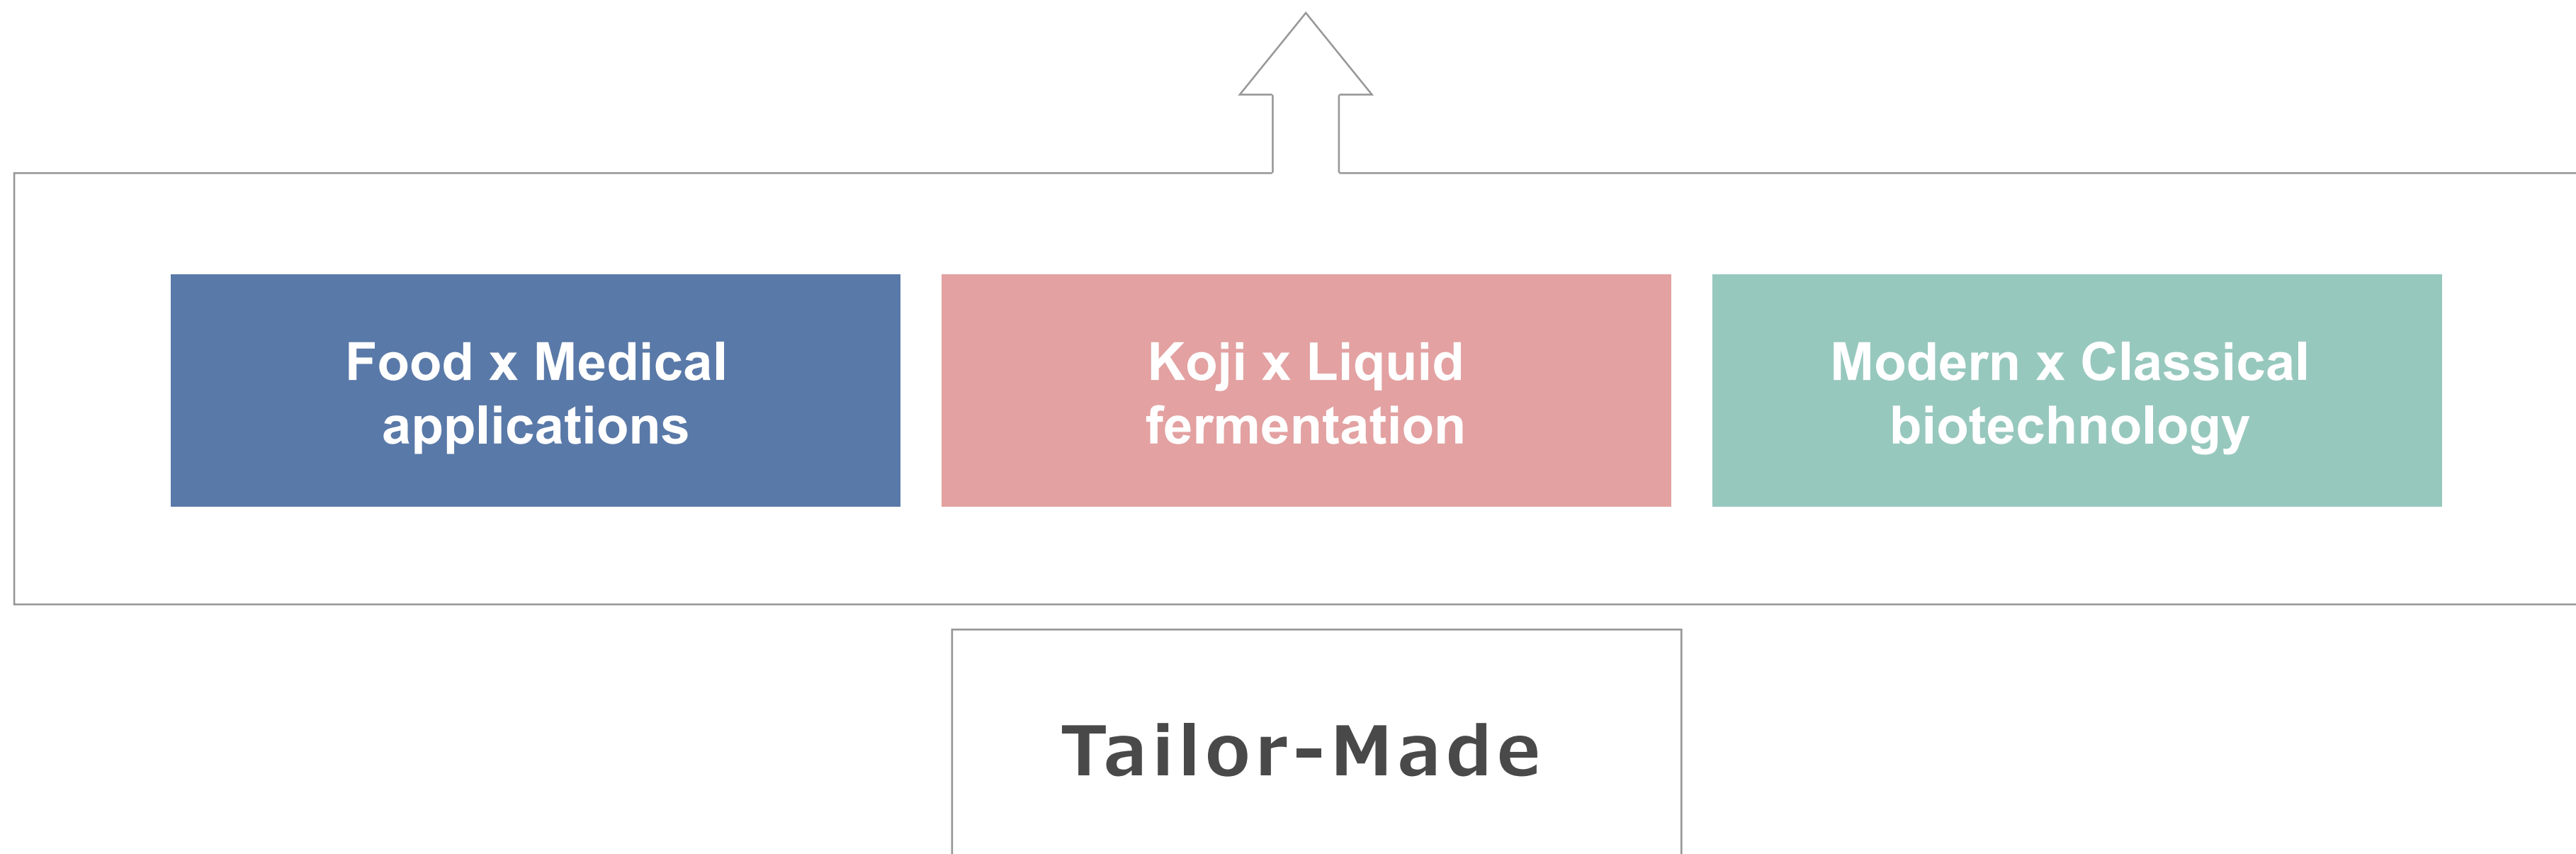 Food x Medical
applications
Koji x Liquid
fermentation
Modern x Classical
biotechnology
Tailor-Made